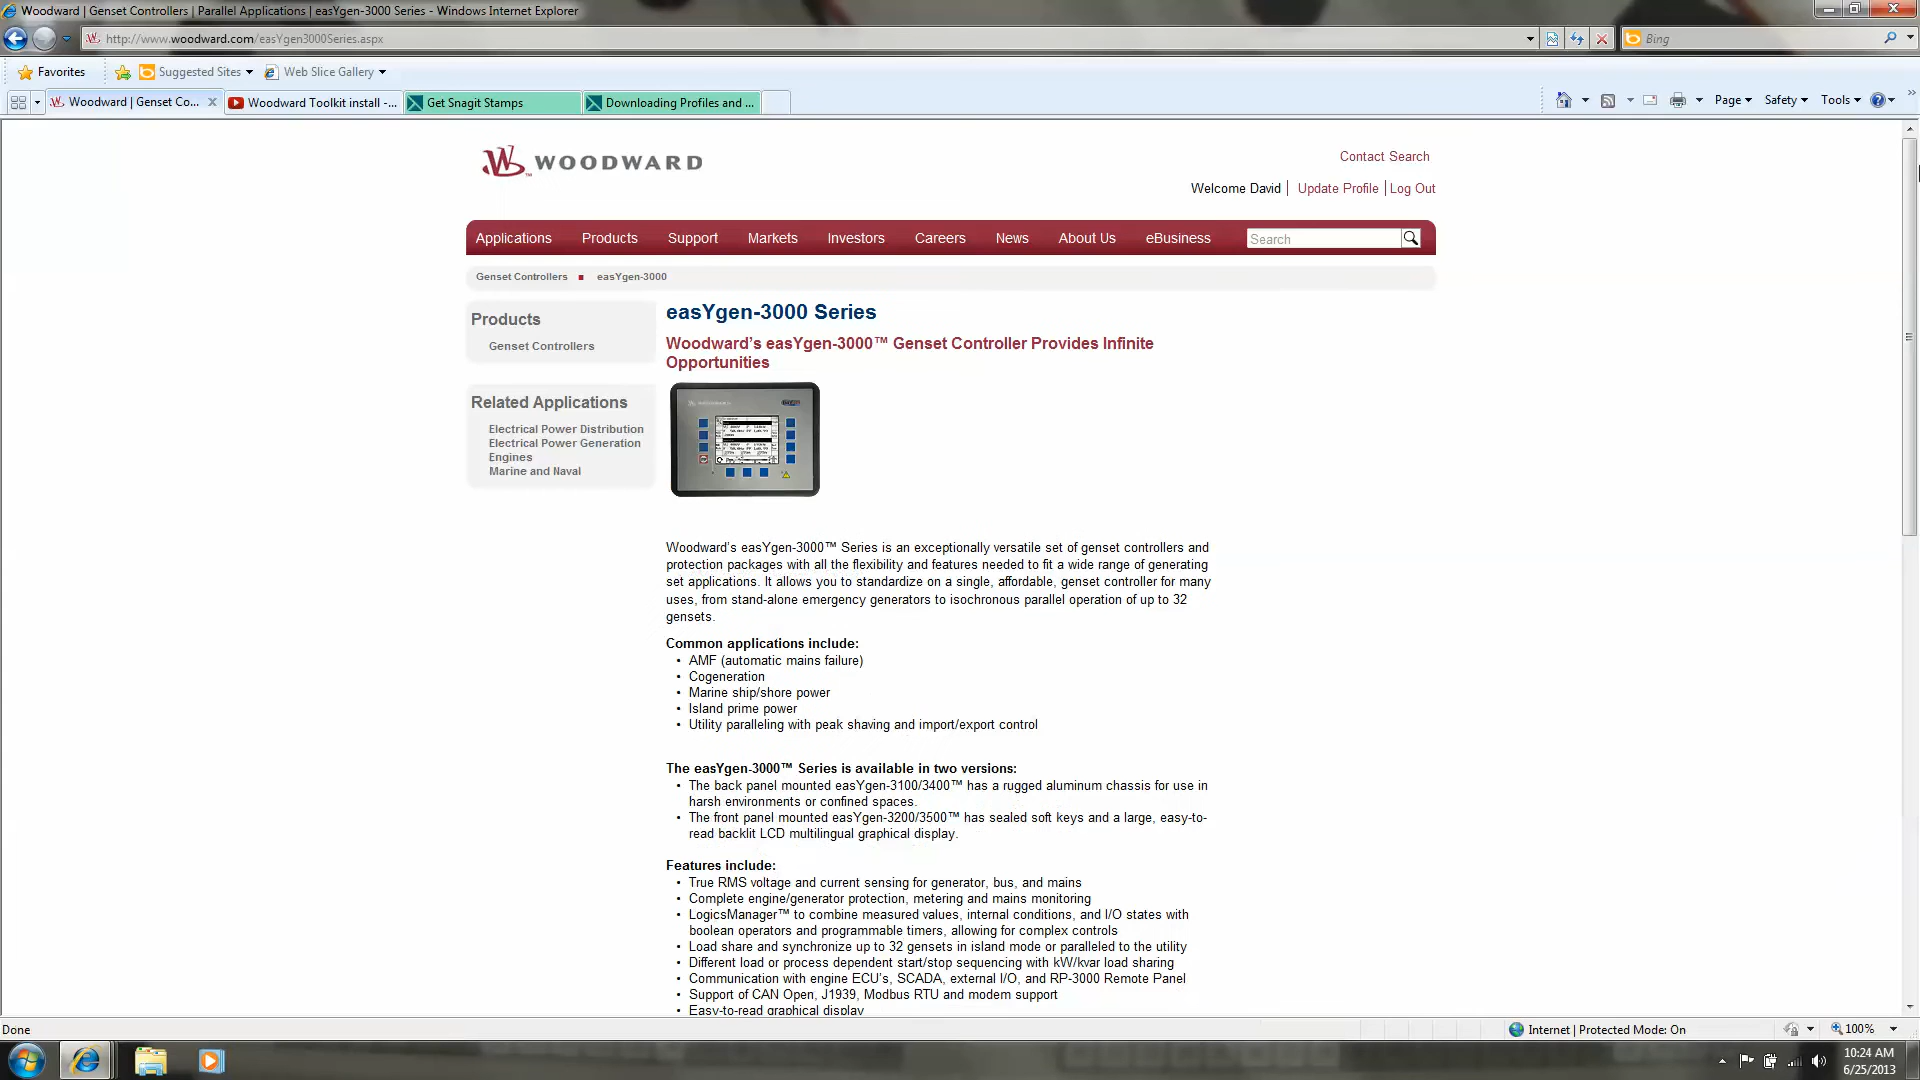 Woodward | Genset Controllers | Parallel Applications | easYgen-3000 Series - Windows Internet Explorer
http://www.woodward.com/easYgen3000Series.aspx
Bing
Favorites
Suggested Sites
Web Slice Gallery
Woodward | Genset Co...
Woodward Toolkit install -...
Get Snagit Stamps
Downloading Profiles and ...
Page
Safety
Tools
WOODWARD
Contact Search
Welcome David | Update Profile | Log Out
Applications Products Support Markets Investors Careers News About Us eBusiness Search
Genset Controllers ▪ easYgen-3000
Products
Genset Controllers
Related Applications
Electrical Power Distribution
Electrical Power Generation
Engines
Marine and Naval
easYgen-3000 Series
Woodward’s easYgen-3000™ Genset Controller Provides Infinite
Opportunities
Woodward’s easYgen-3000™ Series is an exceptionally versatile set of genset controllers and
protection packages with all the flexibility and features needed to fit a wide range of generating
set applications. It allows you to standardize on a single, affordable, genset controller for many
uses, from stand-alone emergency generators to isochronous parallel operation of up to 32
gensets.
Common applications include:
• AMF (automatic mains failure)
• Cogeneration
• Marine ship/shore power
• Island prime power
• Utility paralleling with peak shaving and import/export control
The easYgen-3000™ Series is available in two versions:
• The back panel mounted easYgen-3100/3400™ has a rugged aluminum chassis for use in
harsh environments or confined spaces.
• The front panel mounted easYgen-3200/3500™ has sealed soft keys and a large, easy-to-
read backlit LCD multilingual graphical display.
Features include:
• True RMS voltage and current sensing for generator, bus, and mains
• Complete engine/generator protection, metering and mains monitoring
• LogicsManager™ to combine measured values, internal conditions, and I/O states with
boolean operators and programmable timers, allowing for complex controls
• Load share and synchronize up to 32 gensets in island mode or paralleled to the utility
• Different load or process dependent start/stop sequencing with kW/kvar load sharing
• Communication with engine ECU’s, SCADA, external I/O, and RP-3000 Remote Panel
• Support of CAN Open, J1939, Modbus RTU and modem support
• Easy-to-read graphical display
Done
Internet | Protected Mode: On
100%
10:24 AM
6/25/2013